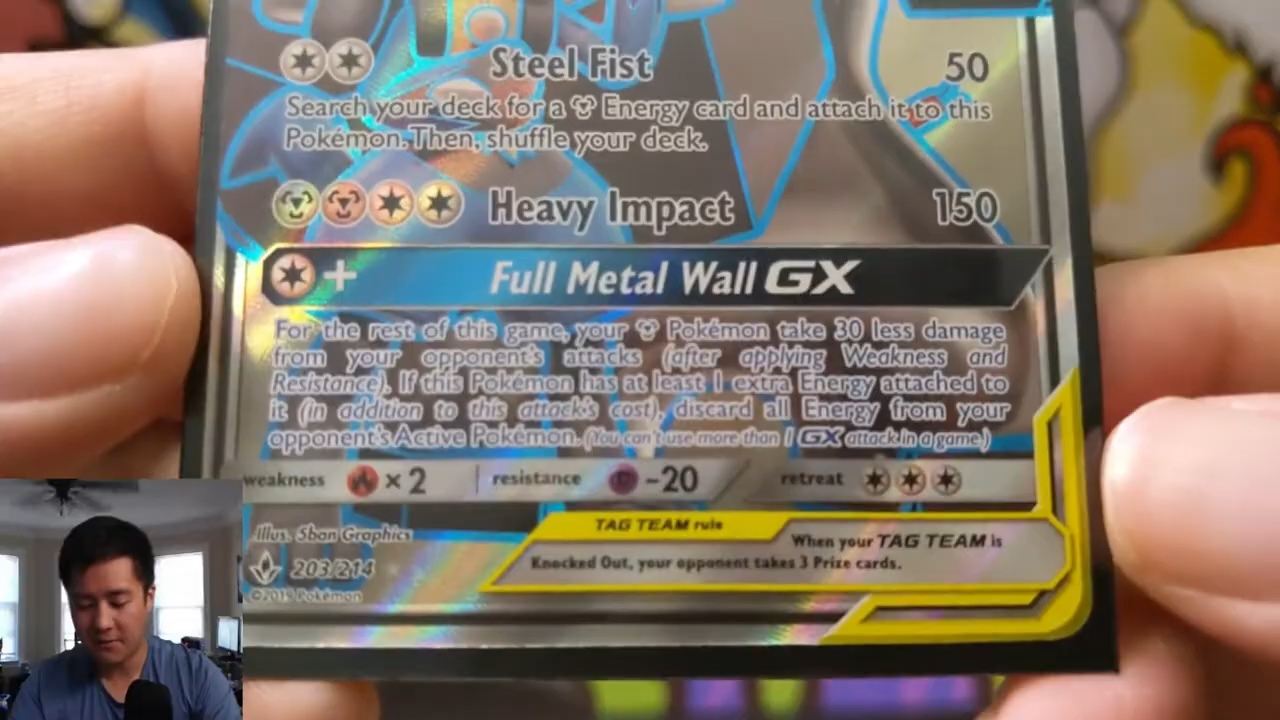 Steel Fist 50
Search your deck for a Energy card and attach it to this
Pokémon. Then, shuffle your deck.
Heavy Impact 150
+ Full Metal Wall GX
For the rest of this game, your Pokémon take 30 less damage
from your opponent's attacks (after applying Weakness and
Resistance). If this Pokémon has at least 1 extra Energy attached to
it (in addition to this attack's cost), discard all Energy from your
opponent's Active Pokémon. (You can't use more than 1 GX attack in a game.)
weakness ×2 resistance -20 retreat
Illus. 5ban Graphics
TAG TEAM rule
When your TAG TEAM is
Knocked Out, your opponent takes 3 Prize cards.
203/214
©2019 Pokémon